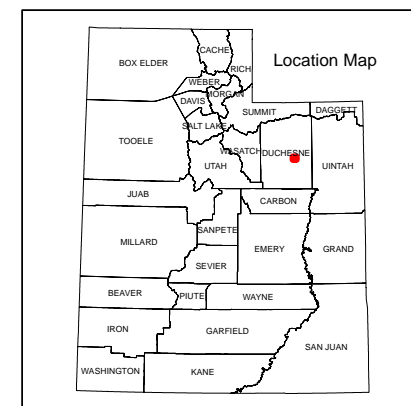 Location Map
CACHE
BOX ELDER
RICH
WEBER
MORGAN
DAVIS
SUMMIT
DAGGETT
SALT LAKE
TOOELE
WASATCH
DUCHESNE
UINTAH
UTAH
JUAB
CARBON
SANPETE
MILLARD
EMERY
GRAND
SEVIER
BEAVER
PIUTE
WAYNE
IRON
GARFIELD
SAN JUAN
WASHINGTON
KANE